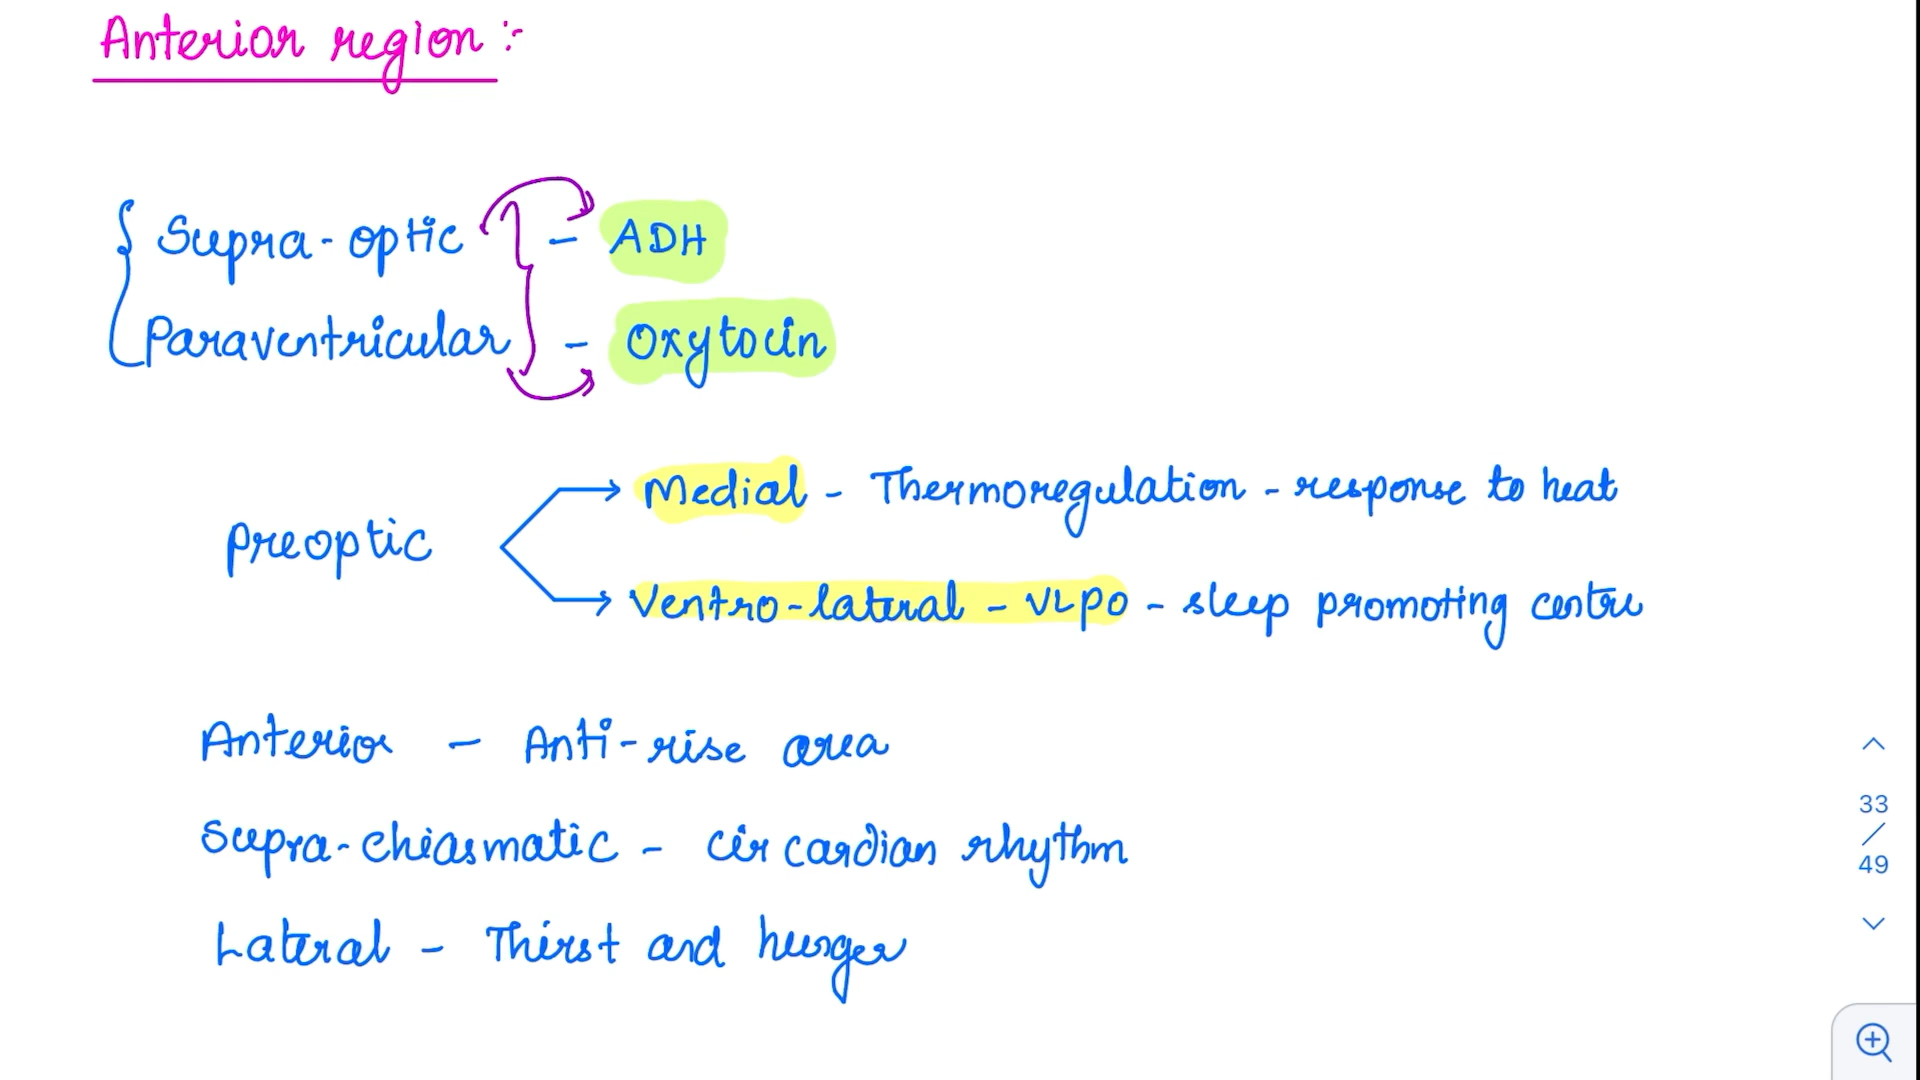 Anterior region :-
Supra-optic - ADH
Paraventricular - Oxytocin
Medial - Thermoregulation - response to heat
Preoptic
Ventro-lateral - VLPO - sleep promoting centre
Anterior - Anti-rise area
Supra-chiasmatic - circardian rhythm
Lateral - Thirst and hunger
33
/
49